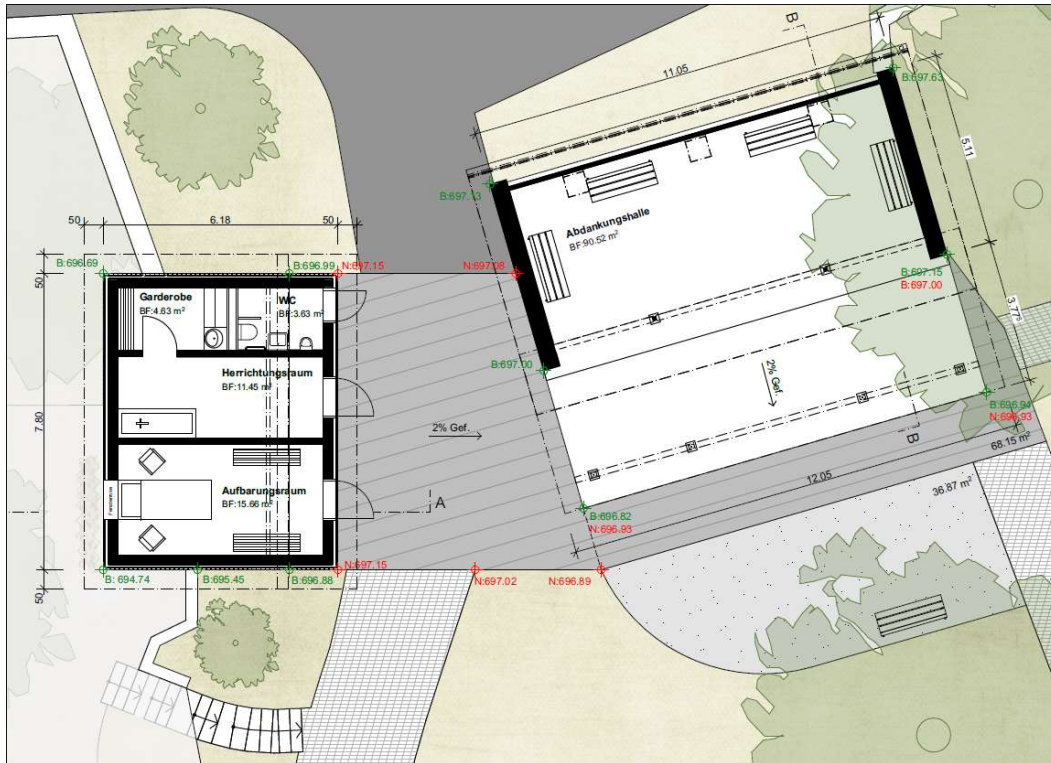 B
11.05
B:697.63
5.11
B:697.13
Abdankungshalle
BF:90.52 m²
50
6.18
50
B:696.69
B:696.99
N:697.15
N:697.08
B:697.15
B:697.00
50
Garderobe
BF:4.63 m²
WC
BF:3.63 m²
3.77⁵
B:697.00
Herrichtungsraum
BF:11.45 m²
2% Gef.
B:696.94
N:696.93
7.80
2% Gef.
B
68.15 m²
12.05
36.87 m²
Aufbarungsraum
BF:15.66 m²
A
B:696.82
N:696.93
B: 694.74
B:695.45
B:696.88
N:697.15
N:697.02
N:696.89
50